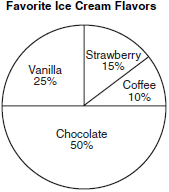 Favorite Ice Cream Flavors
Strawberry
15%
Vanilla
25%
Coffee
10%
Chocolate
50%